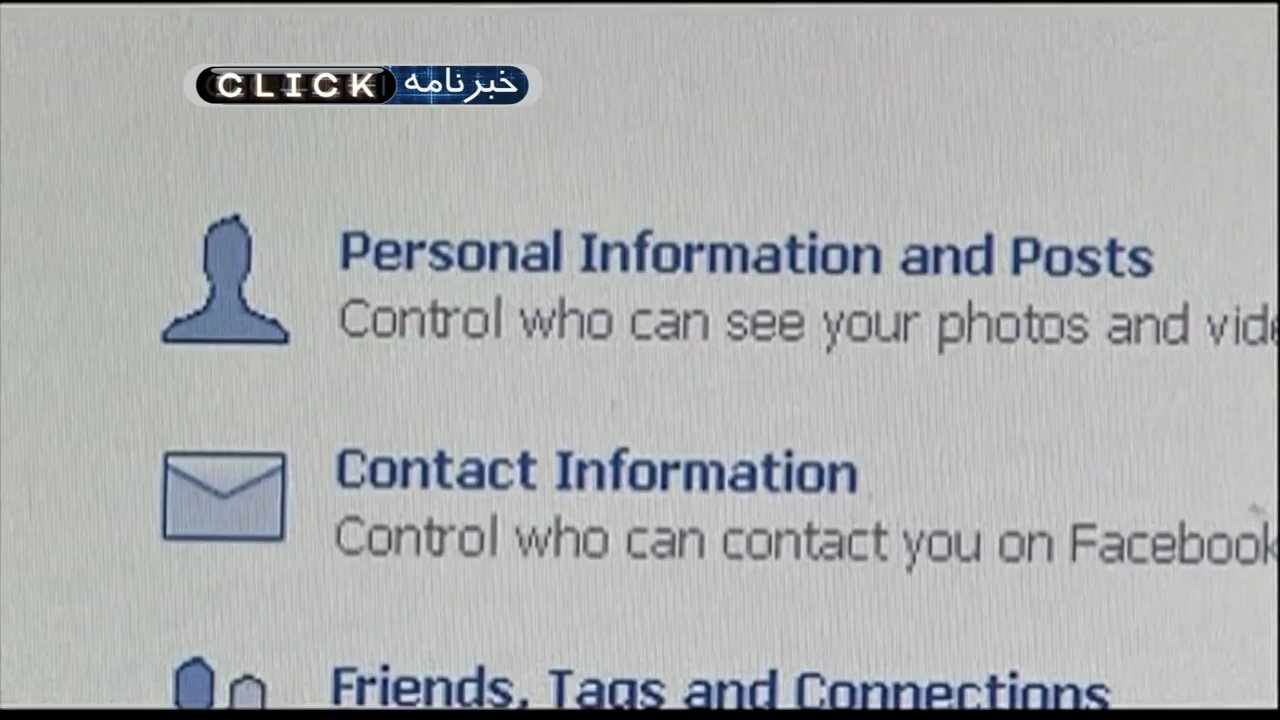 CLICK خبرنامه
Personal Information and Posts
Control who can see your photos and
Contact Information
Control who can contact you on Facebook
Friends, Tags and Connections